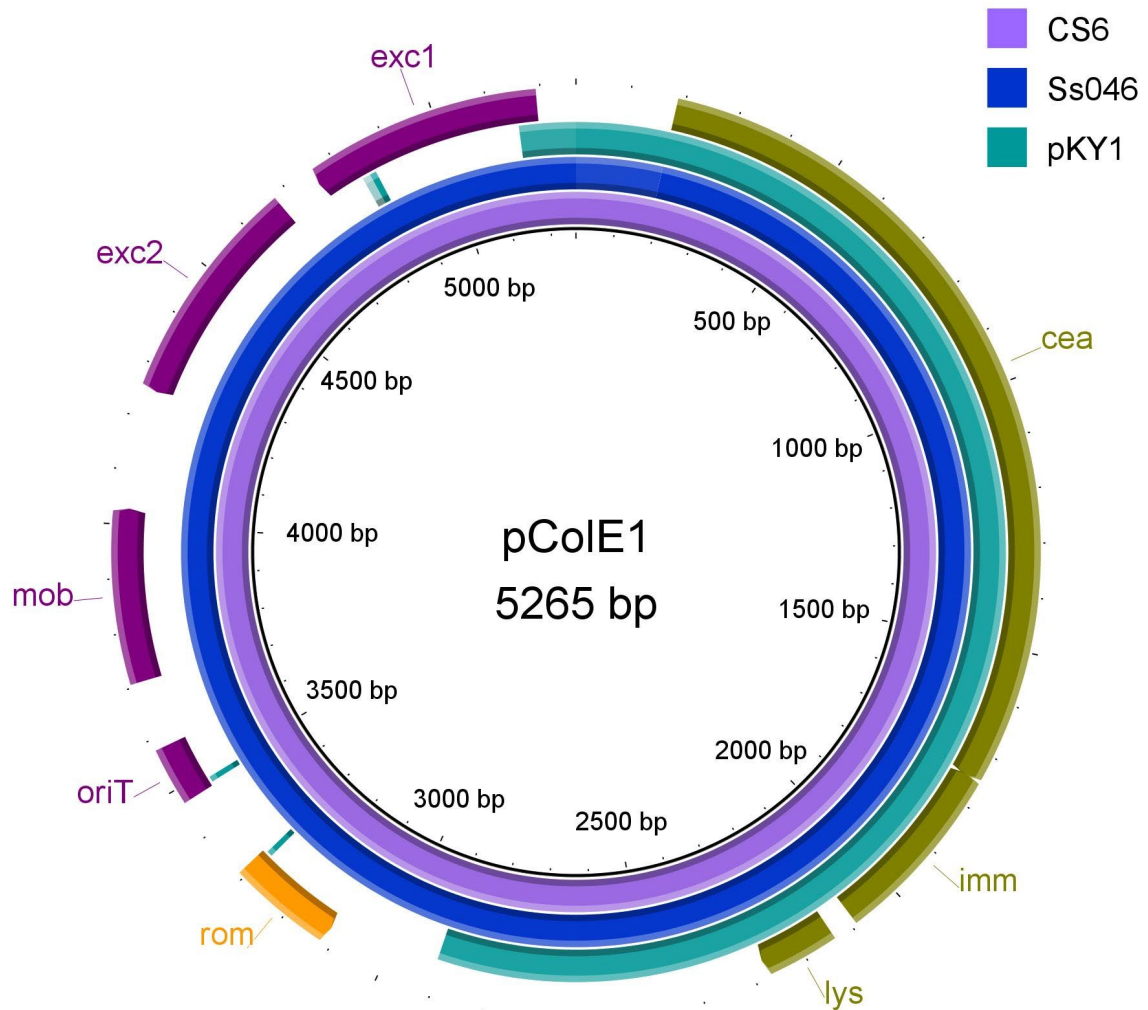 CS6
Ss046
pKY1
exc1
exc2
cea
mob
oriT
rom
imm
lys
5000 bp
500 bp
4500 bp
1000 bp
4000 bp
1500 bp
3500 bp
2000 bp
3000 bp
2500 bp
pColE1
5265 bp